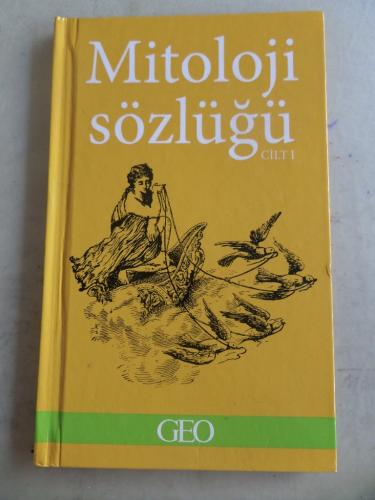 Mitoloji
sözlüğü
CİLT I
GEO